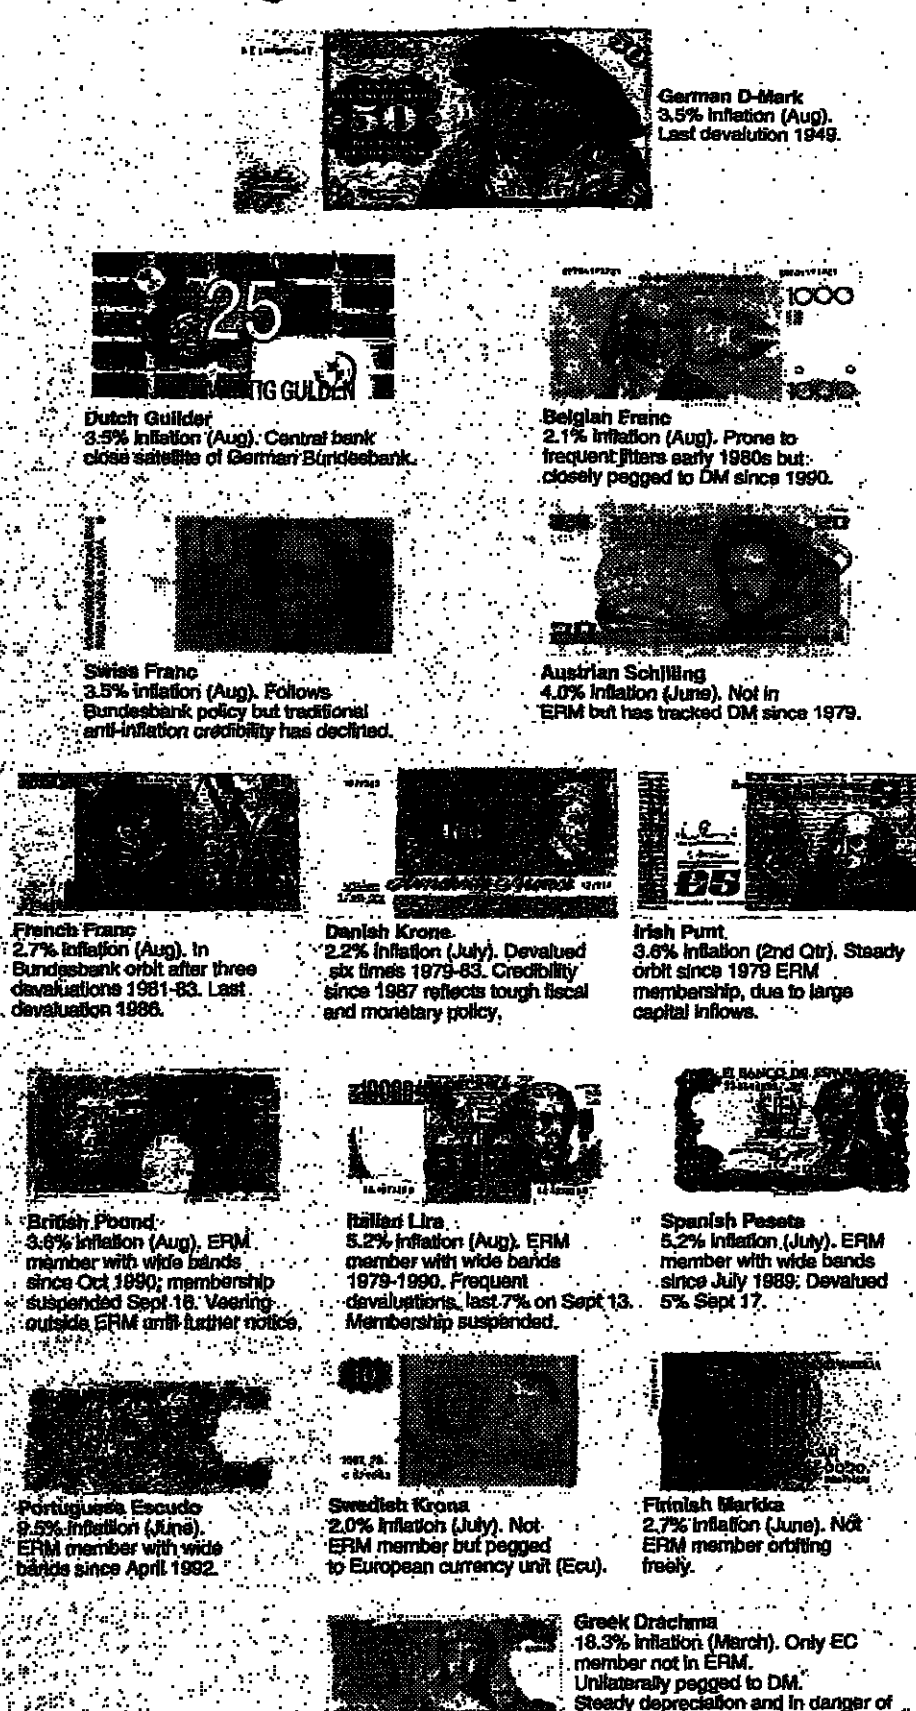 German D-Mark
3.5% inflation (Aug).
Last devalution 1949.
50
25
TIG GULDEN
1000
Dutch Guilder
3.5% inflation (Aug). Central bank
close satellite of German Bundesbank.
Belgian Franc
2.1% inflation (Aug). Prone to
frequent jitters early 1980s but
closely pegged to DM since 1990.
20
Swiss Franc
3.5% inflation (Aug). Follows
Bundesbank policy but traditional
anti-inflation credibility has declined.
Austrian Schilling
4.0% inflation (June). Not in
ERM but has tracked DM since 1979.
£5
French Franc
2.7% inflation (Aug). In
Bundesbank orbit after three
devaluations 1981-83. Last
devaluation 1986.
Danish Krone
2.2% inflation (July). Devalued
six times 1979-83. Credibility
since 1987 reflects tough fiscal
and monetary policy.
Irish Punt
3.6% inflation (2nd Qtr). Steady
orbit since 1979 ERM
membership, due to large
capital inflows.
EL BANCO DE ESPAÑA
British Pound
3.6% inflation (Aug). ERM
member with wide bands
since Oct 1990; membership
suspended Sept 16. Veering
outside ERM until further notice.
Italian Lira
5.2% inflation (Aug). ERM
member with wide bands
1979-1990. Frequent
devaluations, last 7% on Sept 13.
Membership suspended.
Spanish Peseta
5.2% inflation (July). ERM
member with wide bands
since July 1989; Devalued
5% Sept 17.
Portuguese Escudo
9.5% inflation (June).
ERM member with wide
bands since April 1992.
Swedish Krona
2.0% inflation (July). Not
ERM member but pegged
to European currency unit (Ecu).
Finnish Markka
2.7% inflation (June). Not
ERM member orbiting
freely.
Greek Drachma
18.3% inflation (March). Only EC
member not in ERM.
Unilaterally pegged to DM.
Steady depreciation and in danger of